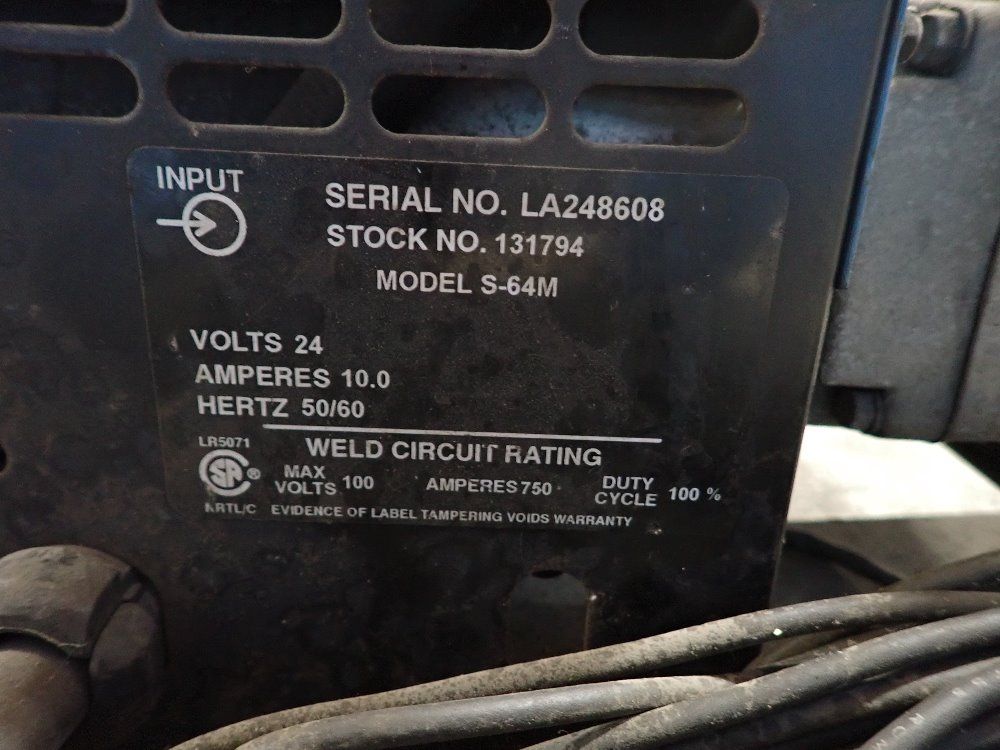 INPUT
SERIAL NO. LA248608
STOCK NO. 131794
MODEL S-64M
VOLTS 24
AMPERES 10.0
HERTZ 50/60
LR5071
WELD CIRCUIT RATING
MAX VOLTS 100 AMPERES 750 DUTY CYCLE 100 %
NRTL/C EVIDENCE OF LABEL TAMPERING VOIDS WARRANTY